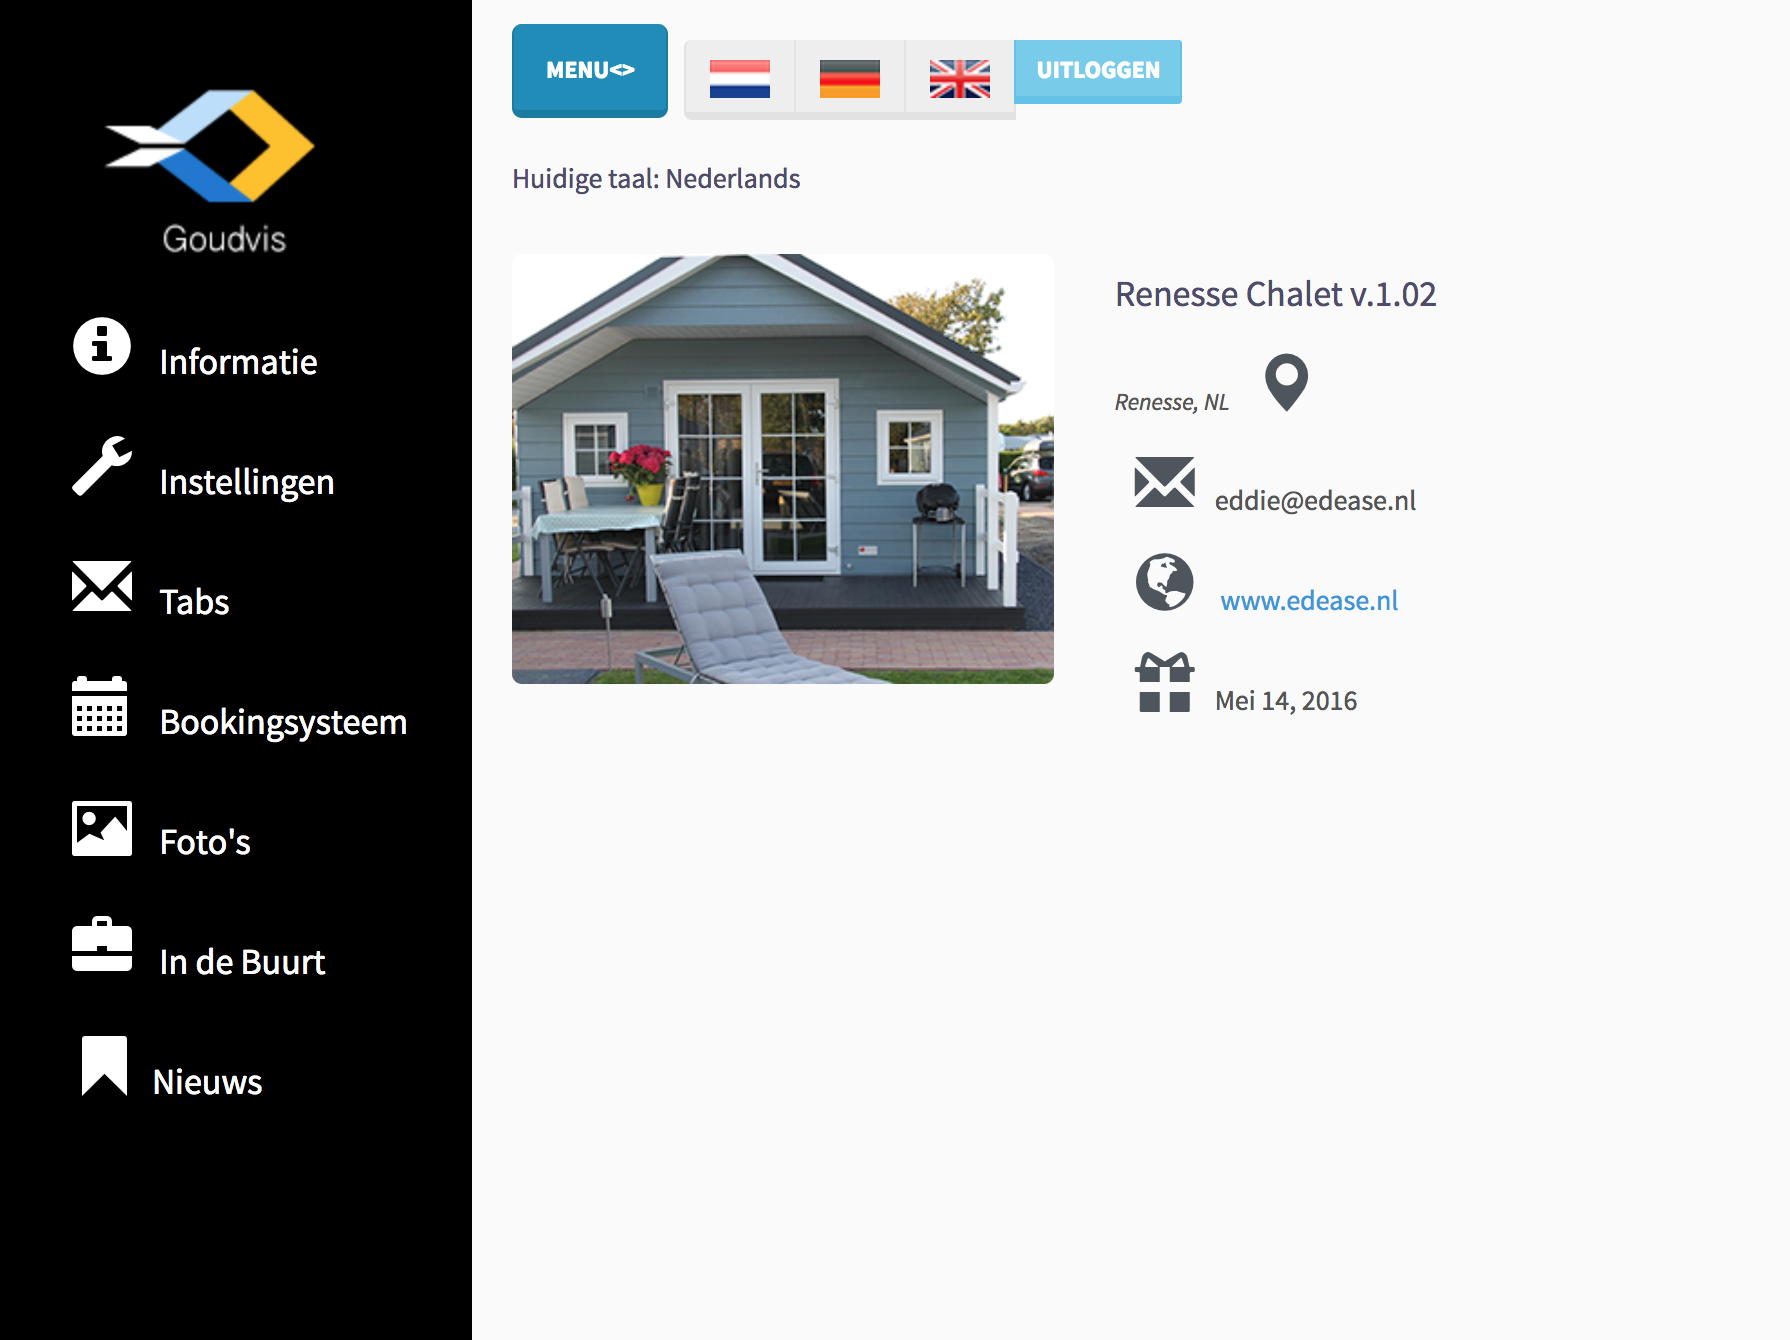 Goudvis
Informatie
Instellingen
Tabs
Bookingsysteem
Foto's
In de Buurt
Nieuws
MENU<>
UITLOGGEN
Huidige taal: Nederlands
Renesse Chalet v.1.02
Renesse, NL
eddie@edease.nl
www.edease.nl
Mei 14, 2016